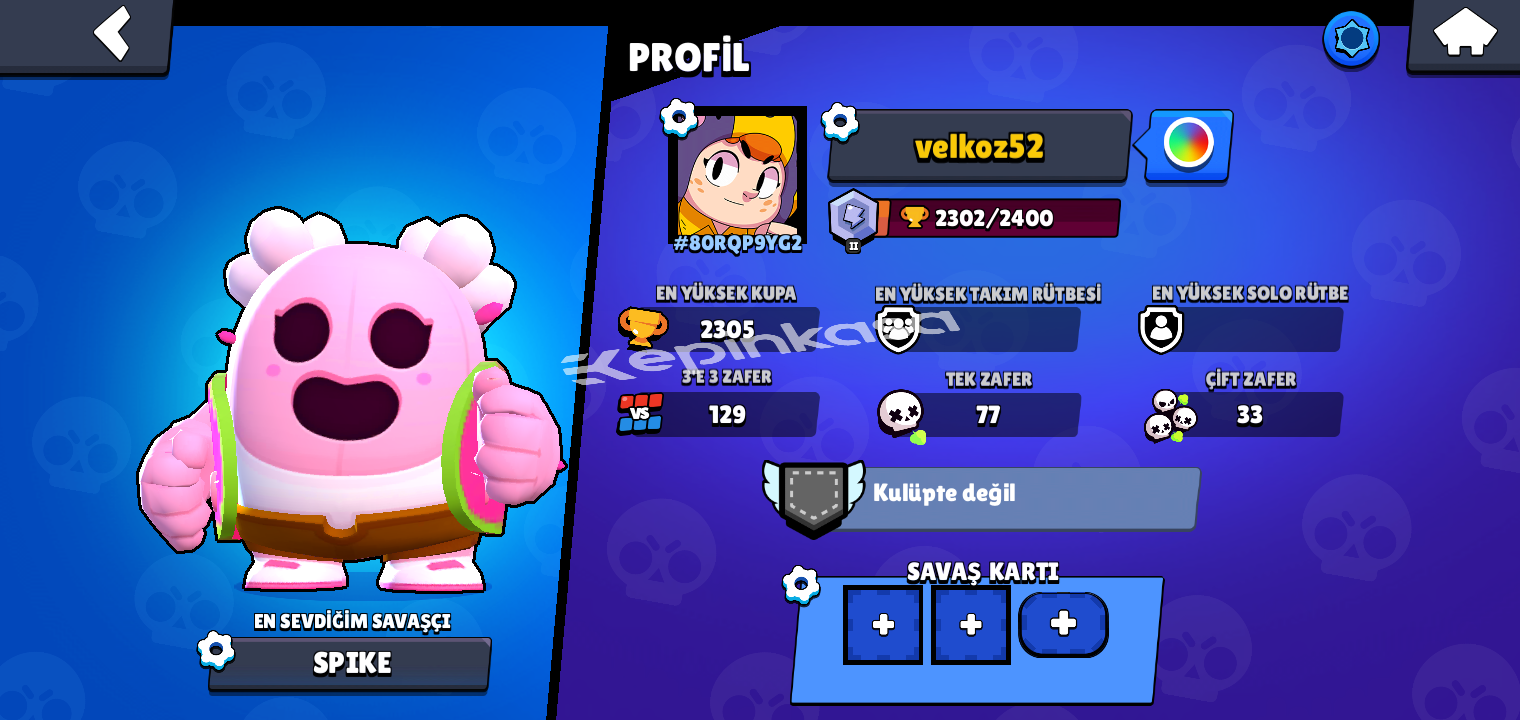 PROFİL
velkoz52
#80RQP9YG2
2302/2400
II
EN YÜKSEK KUPA
2305
EN YÜKSEK TAKIM RÜTBESİ
EN YÜKSEK SOLO RÜTBE
3'E 3 ZAFER
VS
129
TEK ZAFER
77
ÇİFT ZAFER
33
Kepinkasa
Kulüpte değil
SAVAŞ KARTI
EN SEVDİĞİM SAVAŞÇI
SPIKE